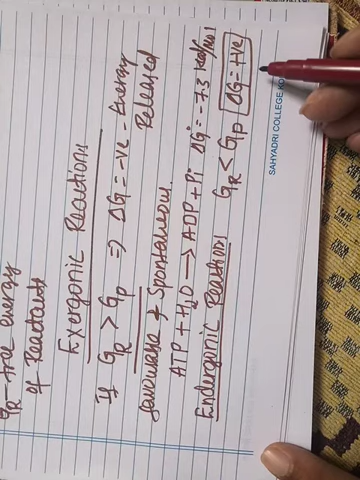 GR - free energy
of Reactants
Exergonic Reactions
If GR > GP ⇒ ΔG = -ve - Energy
Released
favourable & Spontaneous.
ATP + H2O → ADP + Pi ΔG° = -7.3 kcal/mol
Endergonic Reactions GR < GP ΔG = +ve
SAHYADRI COLLEGE